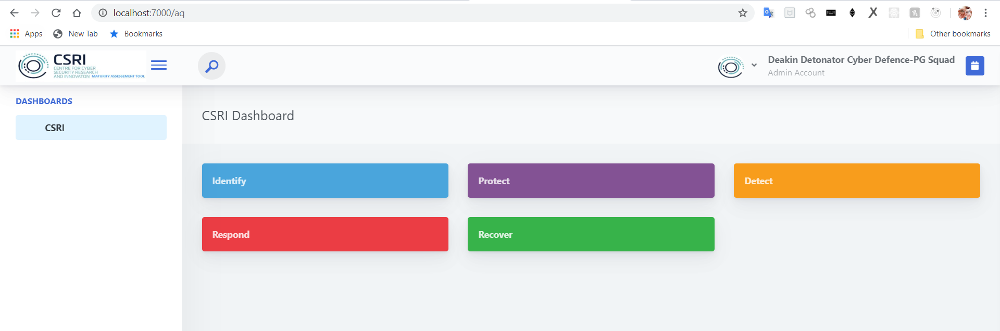 localhost:7000/aq
Apps
New Tab
Bookmarks
Other bookmarks
CSRI
CENTRE FOR CYBER
SECURITY RESEARCH
AND INNOVATON MATURITY ASSESSEMENT TOOL
Deakin Detonator Cyber Defence-PG Squad
Admin Account
DASHBOARDS
CSRI
CSRI Dashboard
Identify
Protect
Detect
Respond
Recover